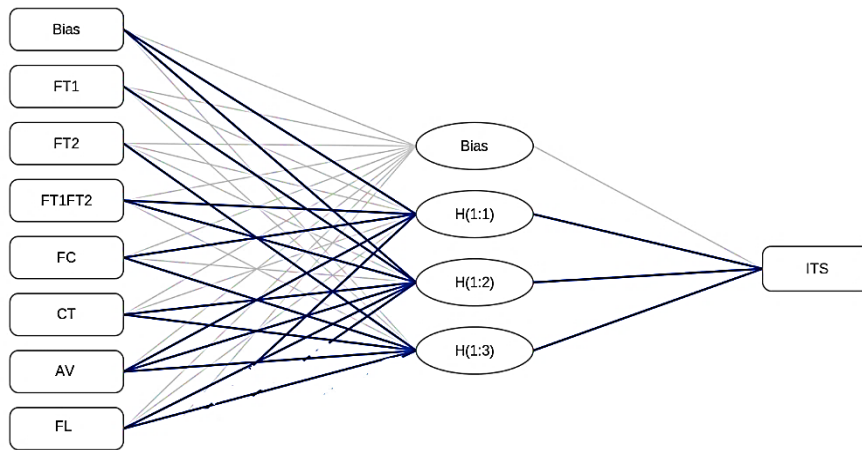 Bias
FT1
FT2
FT1FT2
FC
CT
AV
FL
Bias
H(1:1)
H(1:2)
H(1:3)
ITS